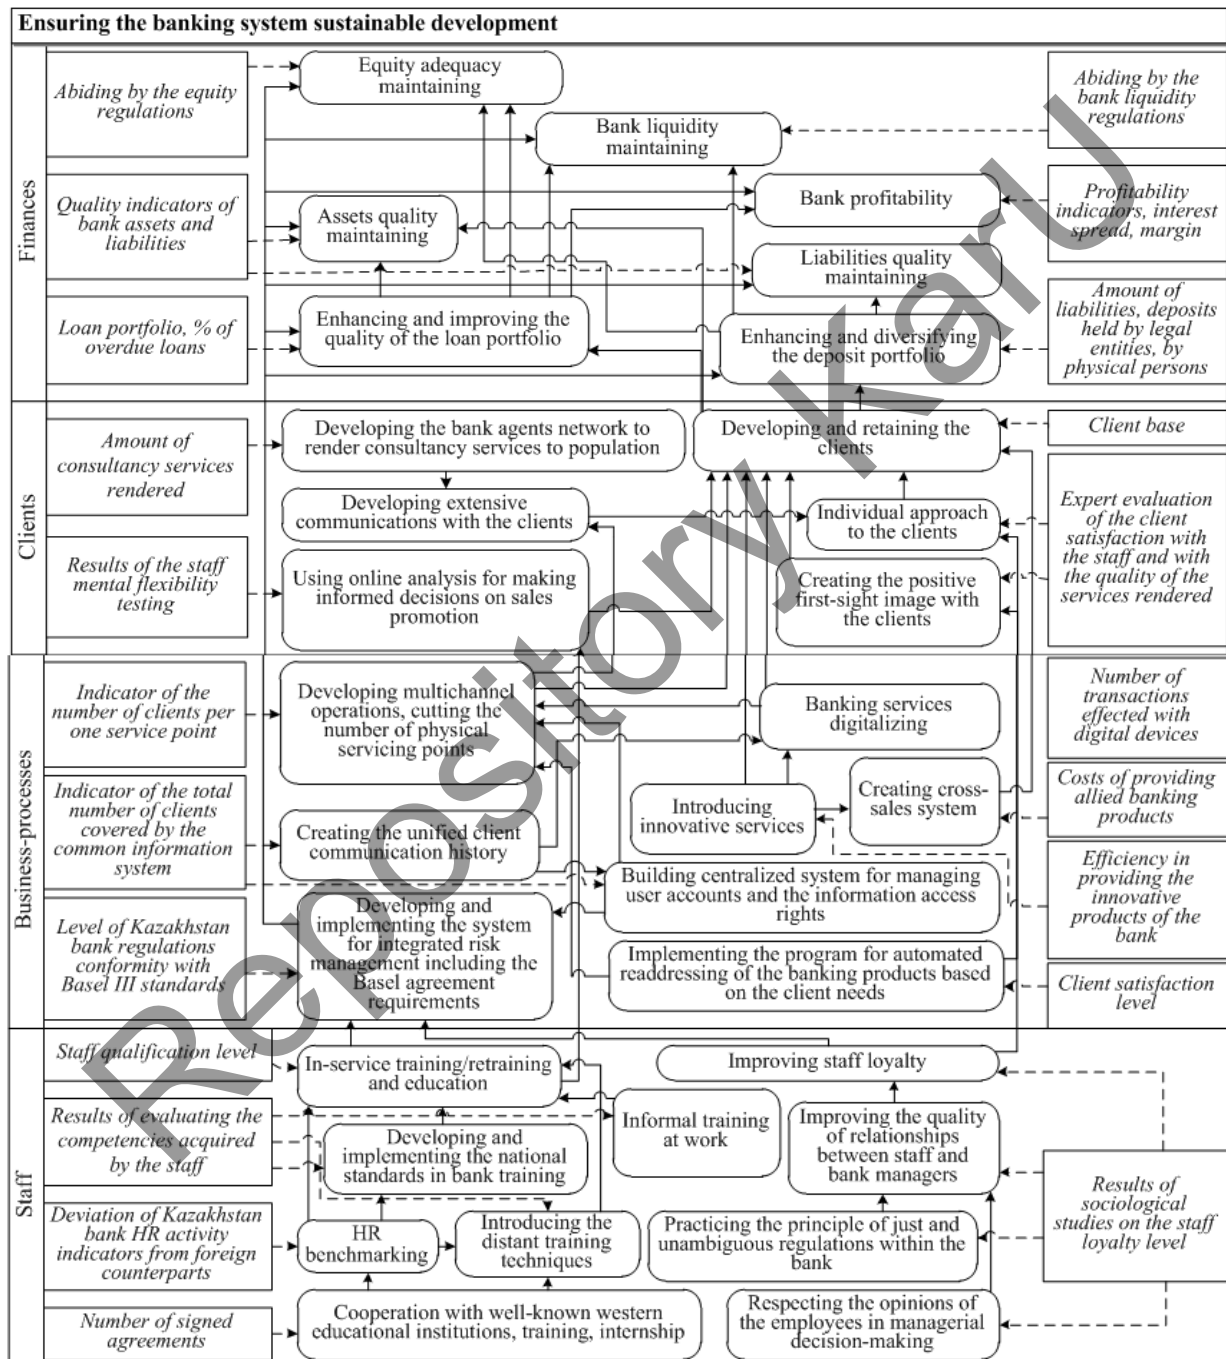 Ensuring the banking system sustainable development
Finances
Abiding by the equity
regulations
Equity adequacy
maintaining
Bank liquidity
maintaining
Abiding by the
bank liquidity
regulations
Quality indicators of
bank assets and
liabilities
Assets quality
maintaining
Bank profitability
Profitability
indicators, interest
spread, margin
Liabilities quality
maintaining
Loan portfolio, % of
overdue loans
Enhancing and improving the
quality of the loan portfolio
Enhancing and diversifying
the deposit portfolio
Amount of
liabilities, deposits
held by legal
entities, by
physical persons
Clients
Amount of
consultancy services
rendered
Developing the bank agents network to
render consultancy services to population
Developing and retaining the
clients
Client base
Developing extensive
communications with the clients
Individual approach
to the clients
Expert evaluation
of the client
satisfaction with
the staff and with
the quality of the
services rendered
Results of the staff
mental flexibility
testing
Using online analysis for making
informed decisions on sales
promotion
Creating the positive
first-sight image with
the clients
Business-processes
Indicator of the
number of clients per
one service point
Developing multichannel
operations, cutting the
number of physical
servicing points
Banking services
digitalizing
Number of
transactions
effected with
digital devices
Indicator of the total
number of clients
covered by the
common information
system
Creating the unified client
communication history
Introducing
innovative services
Creating cross-
sales system
Costs of providing
allied banking
products
Building centralized system for managing
user accounts and the information access
rights
Efficiency in
providing the
innovative
products of the
bank
Level of Kazakhstan
bank regulations
conformity with
Basel III standards
Developing and
implementing the system
for integrated risk
management including the
Basel agreement
requirements
Implementing the program for automated
readdressing of the banking products based
on the client needs
Client satisfaction
level
Staff
Staff qualification level
In-service training/retraining
and education
Improving staff loyalty
Results of evaluating the
competencies acquired
by the staff
Developing and
implementing the national
standards in bank training
Informal training
at work
Improving the quality
of relationships
between staff and
bank managers
Results of
sociological
studies on the staff
loyalty level
Deviation of Kazakhstan
bank HR activity
indicators from foreign
counterparts
HR
benchmarking
Introducing the
distant training
techniques
Practicing the principle of just and
unambiguous regulations within the
bank
Number of signed
agreements
Cooperation with well-known western
educational institutions, training, internship
Respecting the opinions of
the employees in managerial
decision-making
Repository KarU